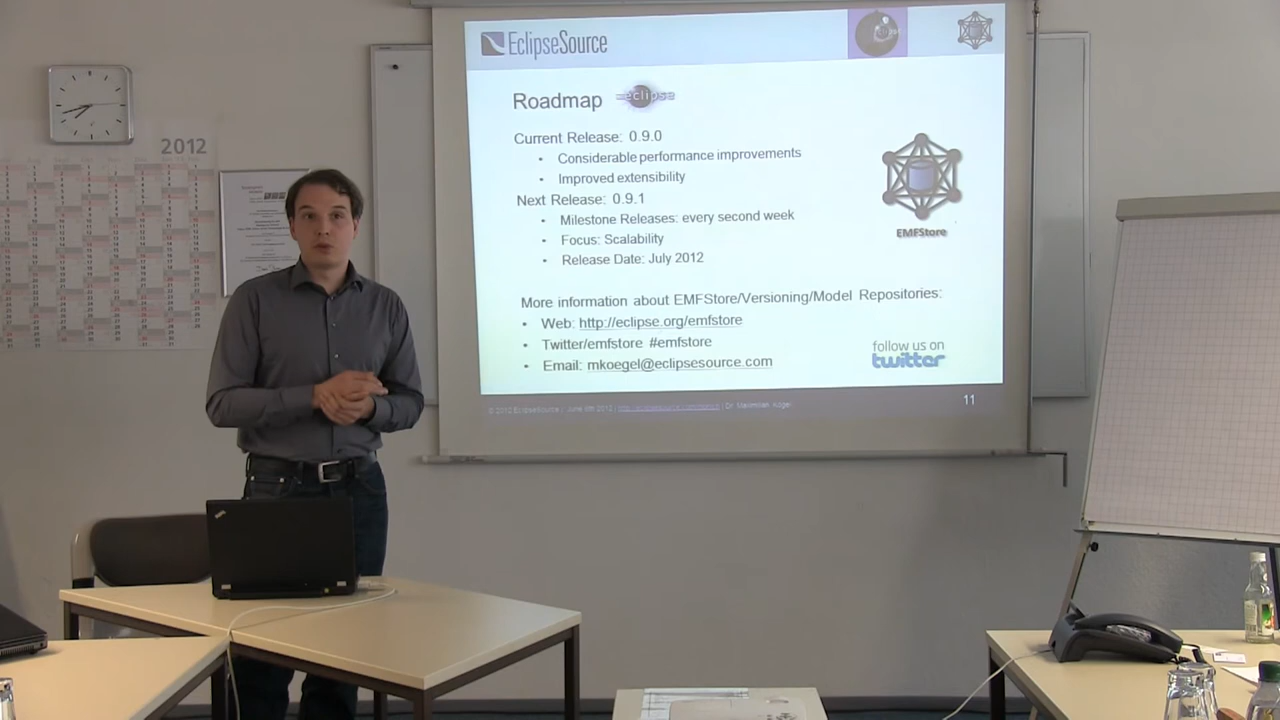 2012
EclipseSource
Roadmap eclipse
Current Release: 0.9.0
• Considerable performance improvements
• Improved extensibility
Next Release: 0.9.1
• Milestone Releases: every second week
• Focus: Scalability
• Release Date: July 2012
EMFStore
More information about EMFStore/Versioning/Model Repositories:
• Web: http://eclipse.org/emfstore
• Twitter/emfstore #emfstore
• Email: mkoegel@eclipsesource.com
follow us on
twitter
11